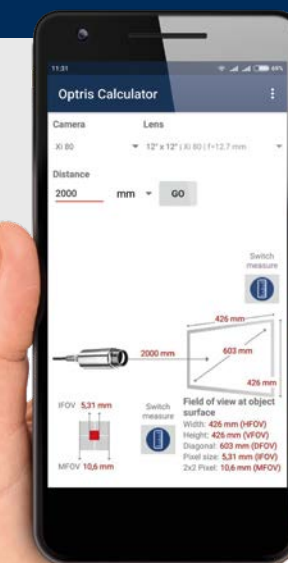 11:31
69%
Optris Calculator
Camera Lens
Xi 80 12° x 12° | Xi 80 | f=12.7 mm
Distance
2000 mm GO
Switch
measure
426 mm
2000 mm
603 mm
426 mm
IFOV 5,31 mm
MFOV 10,6 mm
Switch
measure
Field of view at object
surface
Width: 426 mm (HFOV)
Height: 426 mm (VFOV)
Diagonal: 603 mm (DFOV)
Pixel size: 5,31 mm (IFOV)
2x2 Pixel: 10,6 mm (MFOV)